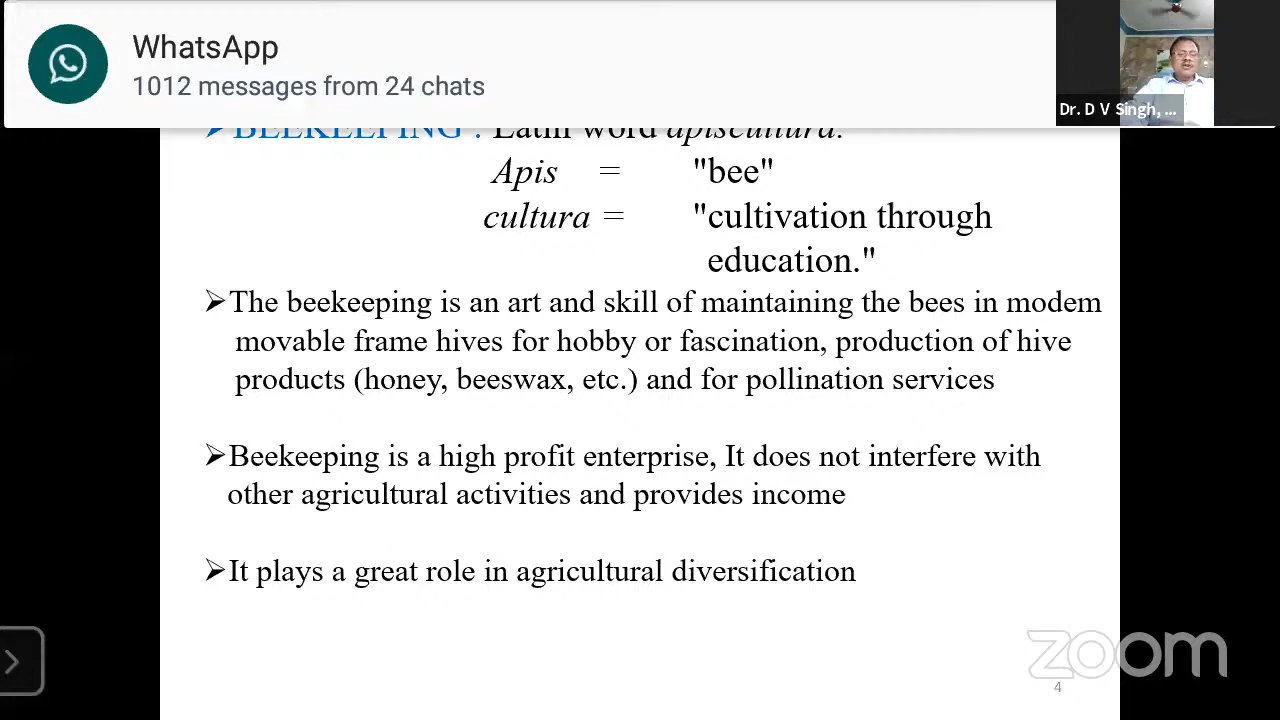 WhatsApp
1012 messages from 24 chats
Dr. D V Singh, ...
➢BEEKEEPING : Latin word apiscultura.
Apis = "bee"
cultura = "cultivation through
education."
➢The beekeeping is an art and skill of maintaining the bees in modem
movable frame hives for hobby or fascination, production of hive
products (honey, beeswax, etc.) and for pollination services
➢Beekeeping is a high profit enterprise, It does not interfere with
other agricultural activities and provides income
➢It plays a great role in agricultural diversification
zoom
4